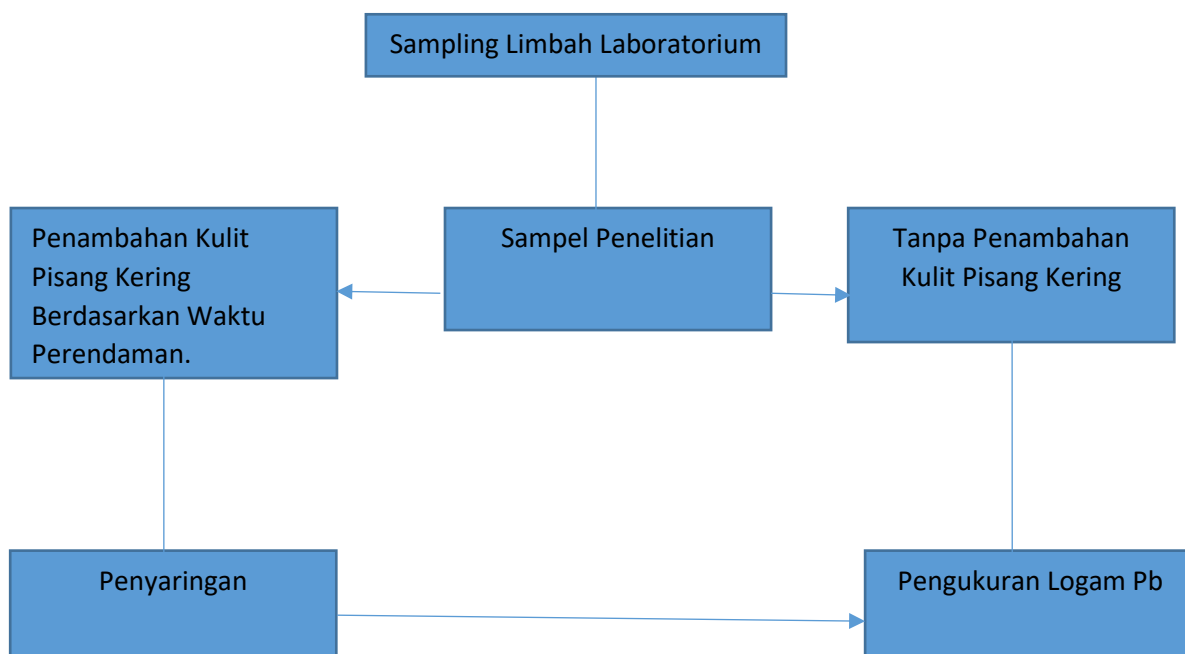 Sampling Limbah Laboratorium
Penambahan Kulit
Pisang Kering
Berdasarkan Waktu
Perendaman.
Sampel Penelitian
Tanpa Penambahan
Kulit Pisang Kering
Penyaringan
Pengukuran Logam Pb